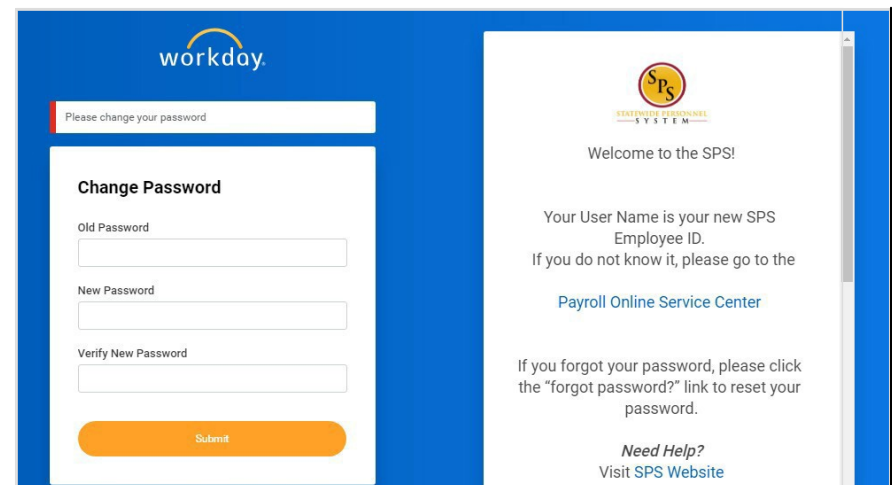 workday.
Please change your password
Change Password
Old Password
New Password
Verify New Password
Submit
SPS
STATEWIDE PERSONNEL
SYSTEM
Welcome to the SPS!
Your User Name is your new SPS
Employee ID.
If you do not know it, please go to the
Payroll Online Service Center
If you forgot your password, please click
the “forgot password?” link to reset your
password.
Need Help?
Visit SPS Website